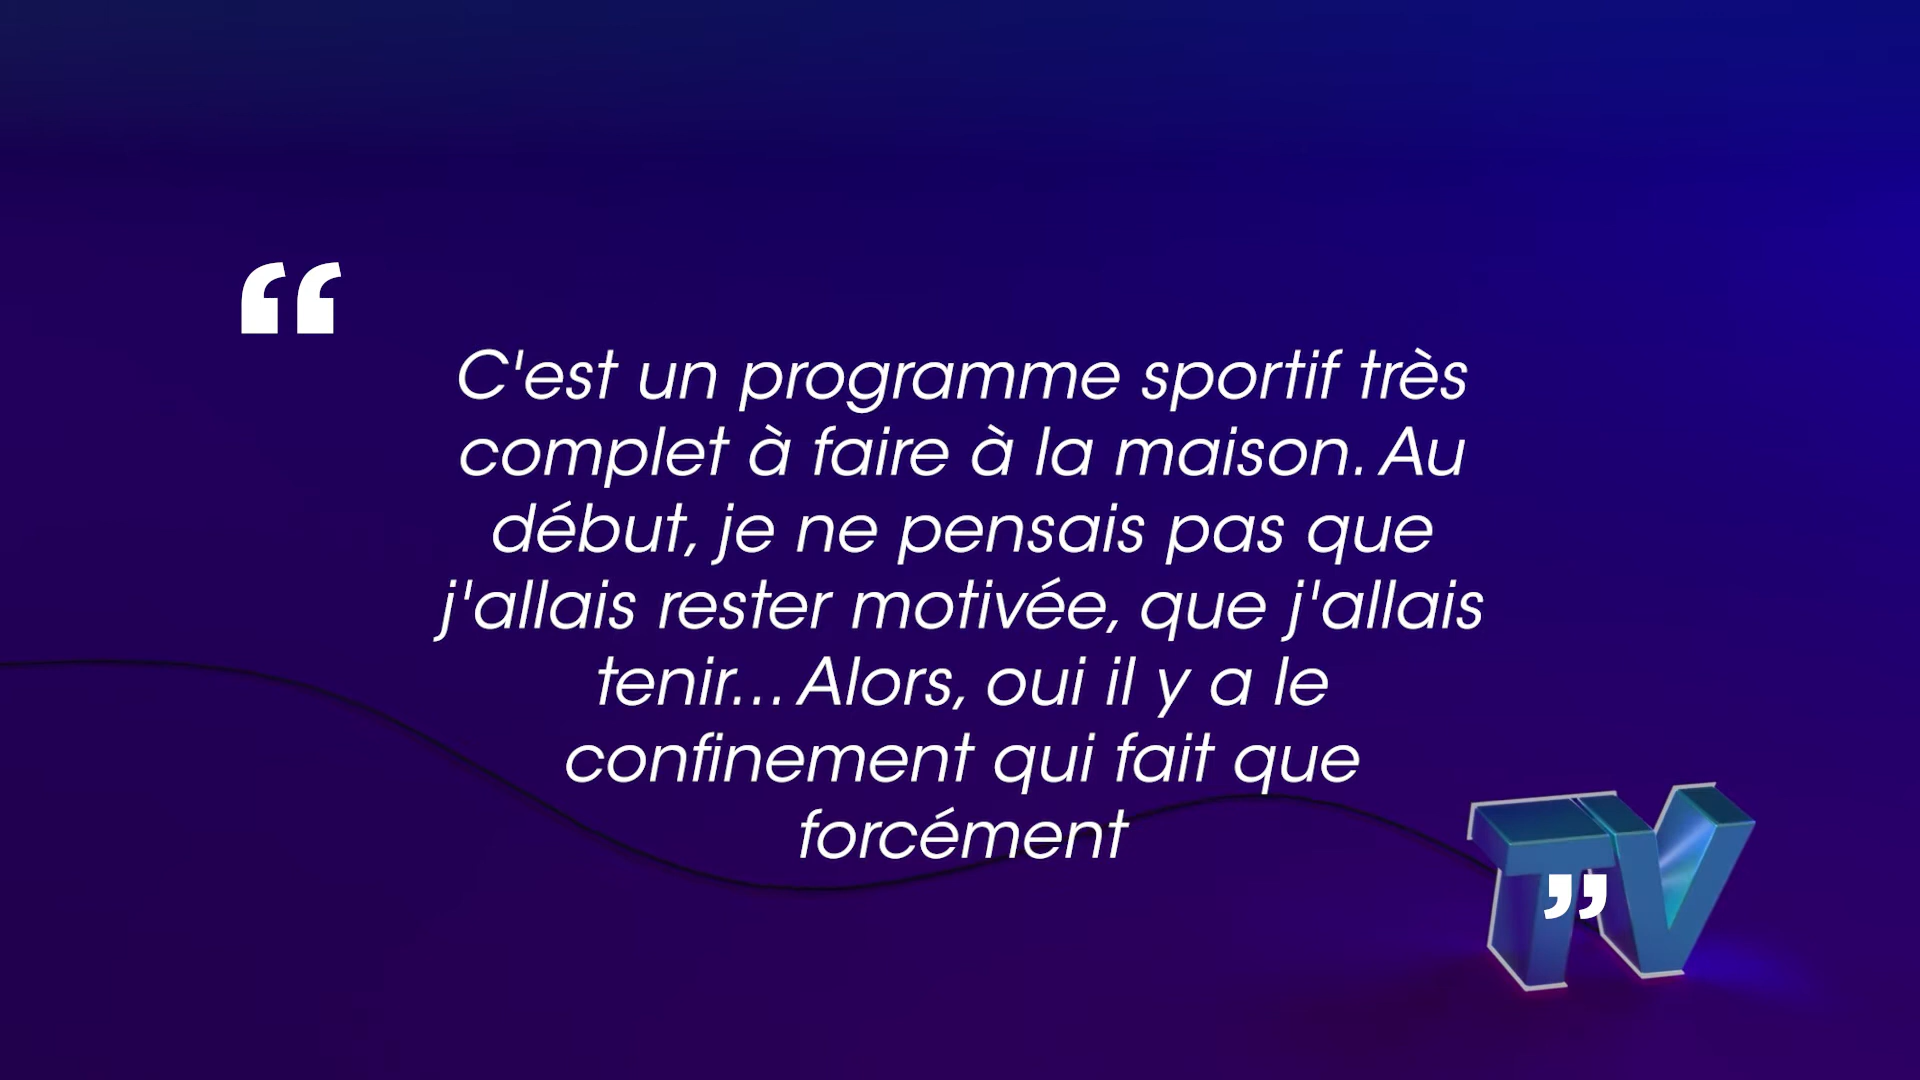 “
C'est un programme sportif très
complet à faire à la maison. Au
début, je ne pensais pas que
j'allais rester motivée, que j'allais
tenir... Alors, oui il y a le
confinement qui fait que
forcément
TV
”